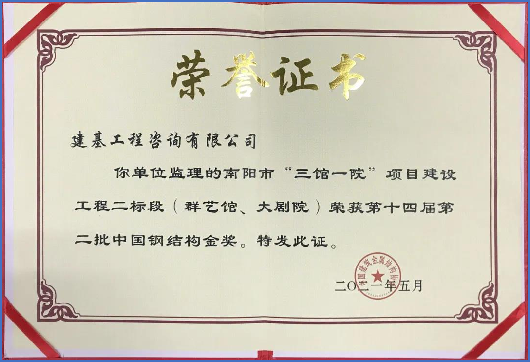 荣誉证书
建基工程咨询有限公司
你单位监理的南阳市“三馆一院”项目建设
工程二标段（群艺馆、大剧院）荣获第十四届第
二批中国钢结构金奖。特发此证。
二〇二一年五月